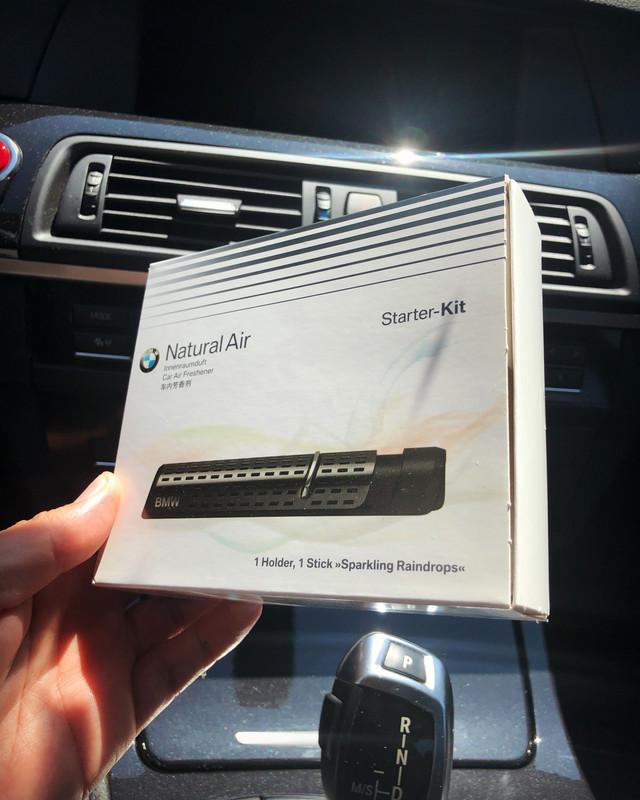 Starter-Kit
Natural Air
Innenraumduft
Car Air Freshener
车内芳香剂
BMW
1 Holder, 1 Stick »Sparkling Raindrops«
P
R
N
D
M/S